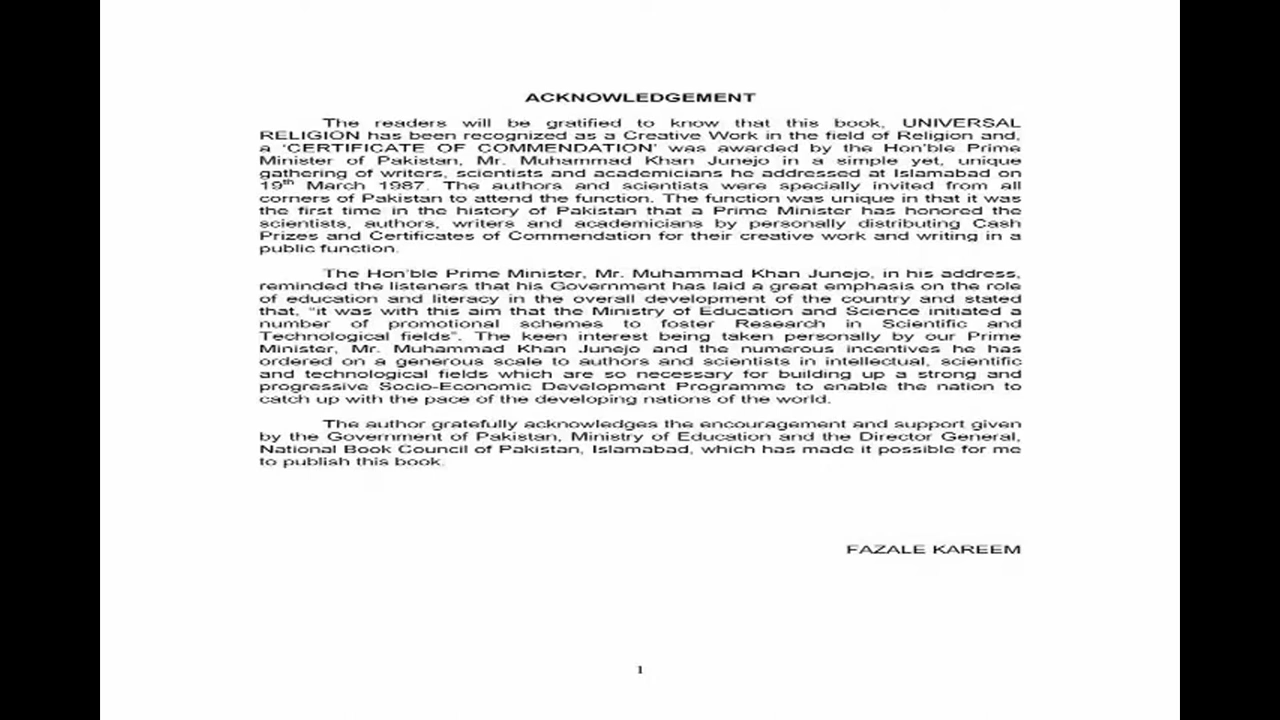 ACKNOWLEDGEMENT
The readers will be gratified to know that this book, UNIVERSAL
RELIGION has been recognized as a Creative Work in the field of Religion and,
a 'CERTIFICATE OF COMMENDATION' was awarded by the Hon'ble Prime
Minister of Pakistan, Mr. Muhammad Khan Junejo in a simple yet, unique
gathering of writers, scientists and academicians he addressed at Islamabad on
19th March 1987. The authors and scientists were specially invited from all
corners of Pakistan to attend the function. The function was unique in that it was
the first time in the history of Pakistan that a Prime Minister has honored the
scientists, authors, writers and academicians by personally distributing Cash
Prizes and Certificates of Commendation for their creative work and writing in a
public function.
The Hon'ble Prime Minister, Mr. Muhammad Khan Junejo, in his address,
reminded the listeners that his Government has laid a great emphasis on the role
of education and literacy in the overall development of the country and stated
that, "it was with this aim that the Ministry of Education and Science initiated a
number of promotional schemes to foster Research in Scientific and
Technological fields". The keen interest being taken personally by our Prime
Minister, Mr. Muhammad Khan Junejo and the numerous incentives he has
ordered on a generous scale to authors and scientists in intellectual, scientific
and technological fields which are so necessary for building up a strong and
progressive Socio-Economic Development Programme to enable the nation to
catch up with the pace of the developing nations of the world.
The author gratefully acknowledges the encouragement and support given
by the Government of Pakistan, Ministry of Education and the Director General,
National Book Council of Pakistan, Islamabad, which has made it possible for me
to publish this book.
FAZALE KAREEM
1